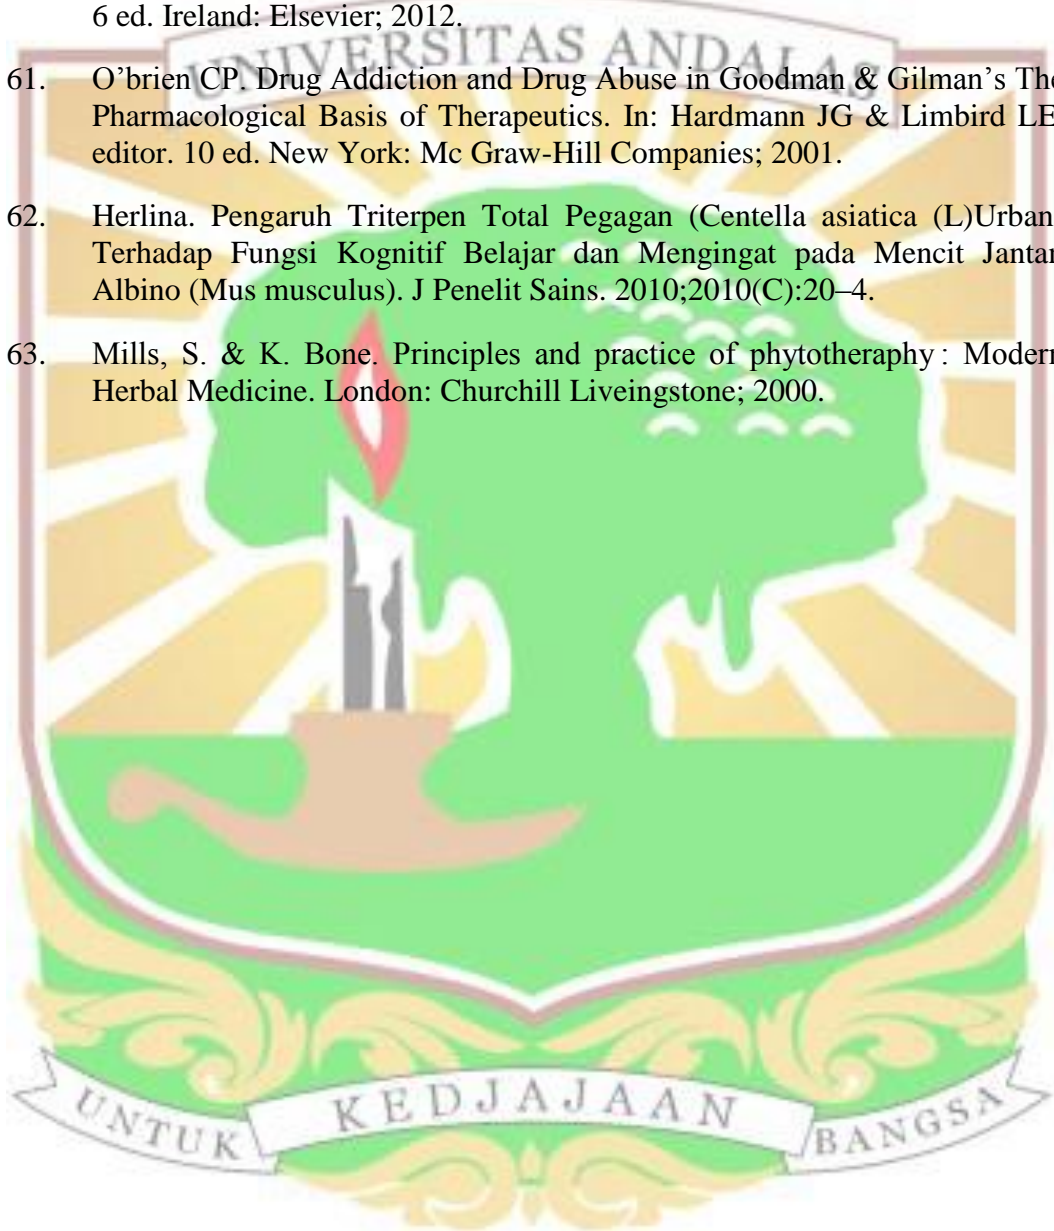 6 ed. Ireland: Elsevier; 2012.
UNIVERSITAS ANDALAS
61. O’brien CP. Drug Addiction and Drug Abuse in Goodman & Gilman’s The
Pharmacological Basis of Therapeutics. In: Hardmann JG & Limbird LE
editor. 10 ed. New York: Mc Graw-Hill Companies; 2001.
62. Herlina. Pengaruh Triterpen Total Pegagan (Centella asiatica (L)Urban
Terhadap Fungsi Kognitif Belajar dan Mengingat pada Mencit Jantan
Albino (Mus musculus). J Penelit Sains. 2010;2010(C):20–4.
63. Mills, S. & K. Bone. Principles and practice of phytotheraphy : Modern
Herbal Medicine. London: Churchill Liveingstone; 2000.
UNTUK KEDJAJAAN BANGSA